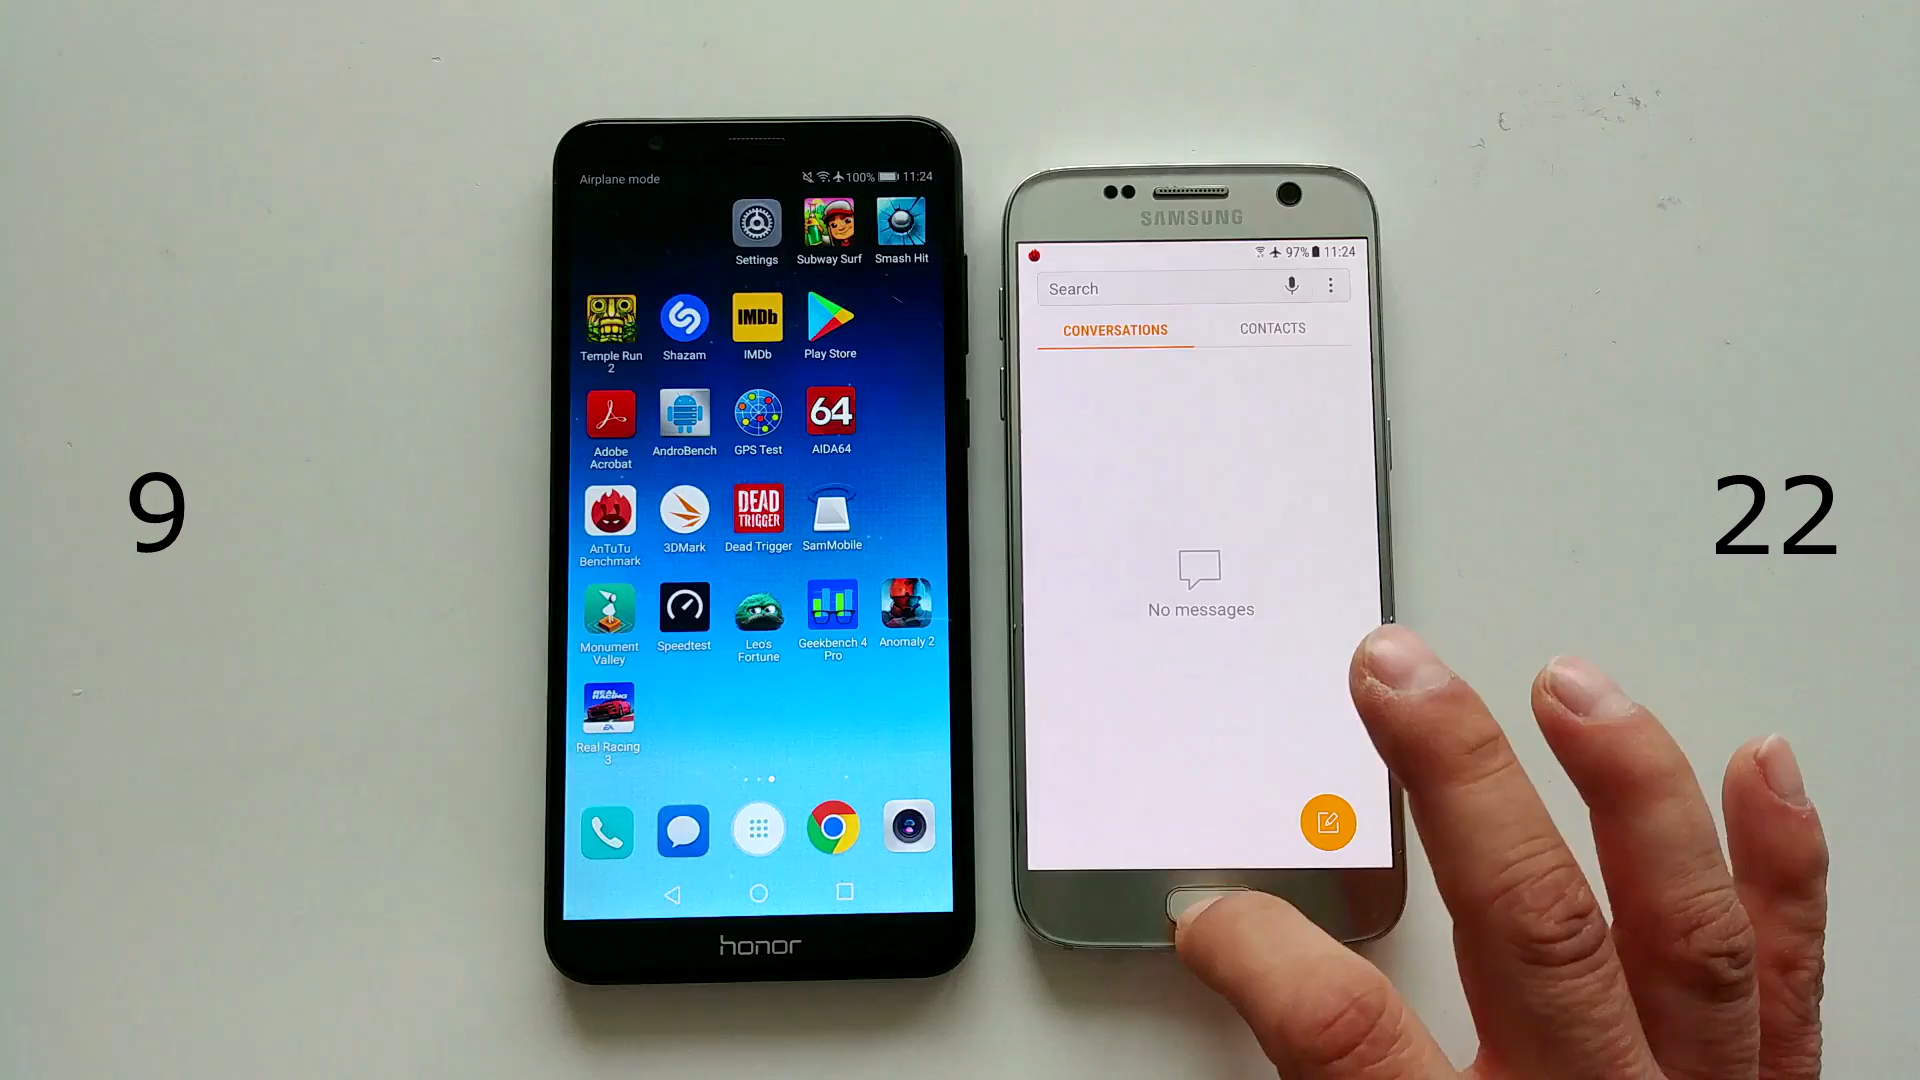 Airplane mode
100% 11:24
Settings
Subway Surf
Smash Hit
Temple Run
2
Shazam
IMDb
IMDb
Play Store
Adobe
Acrobat
AndroBench
GPS Test
64
AIDA64
AnTuTu
Benchmark
3DMark
DEAD
TRIGGER
Dead Trigger
SamMobile
Monument
Valley
Speedtest
Leo's
Fortune
Geekbench 4
Pro
Anomaly 2
REAL
RACING
EA
Real Racing
3
honor
SAMSUNG
97% 11:24
Search
CONVERSATIONS
CONTACTS
No messages
9
22